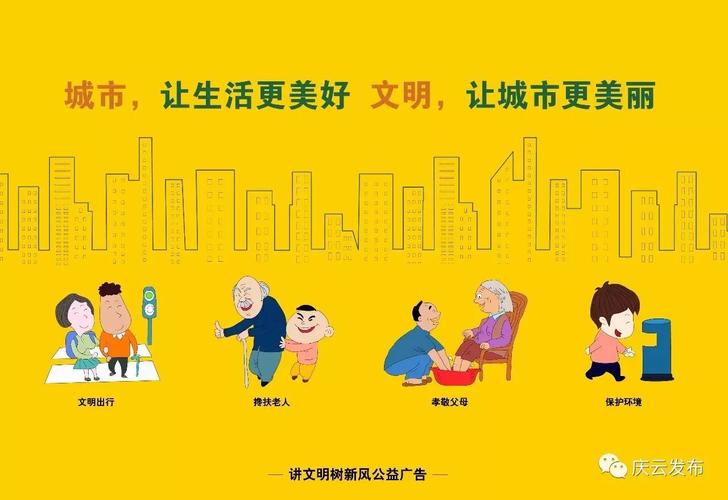 城市，让生活更美好 文明，让城市更美丽
文明出行
搀扶老人
孝敬父母
保护环境
讲文明树新风公益广告
庆云发布